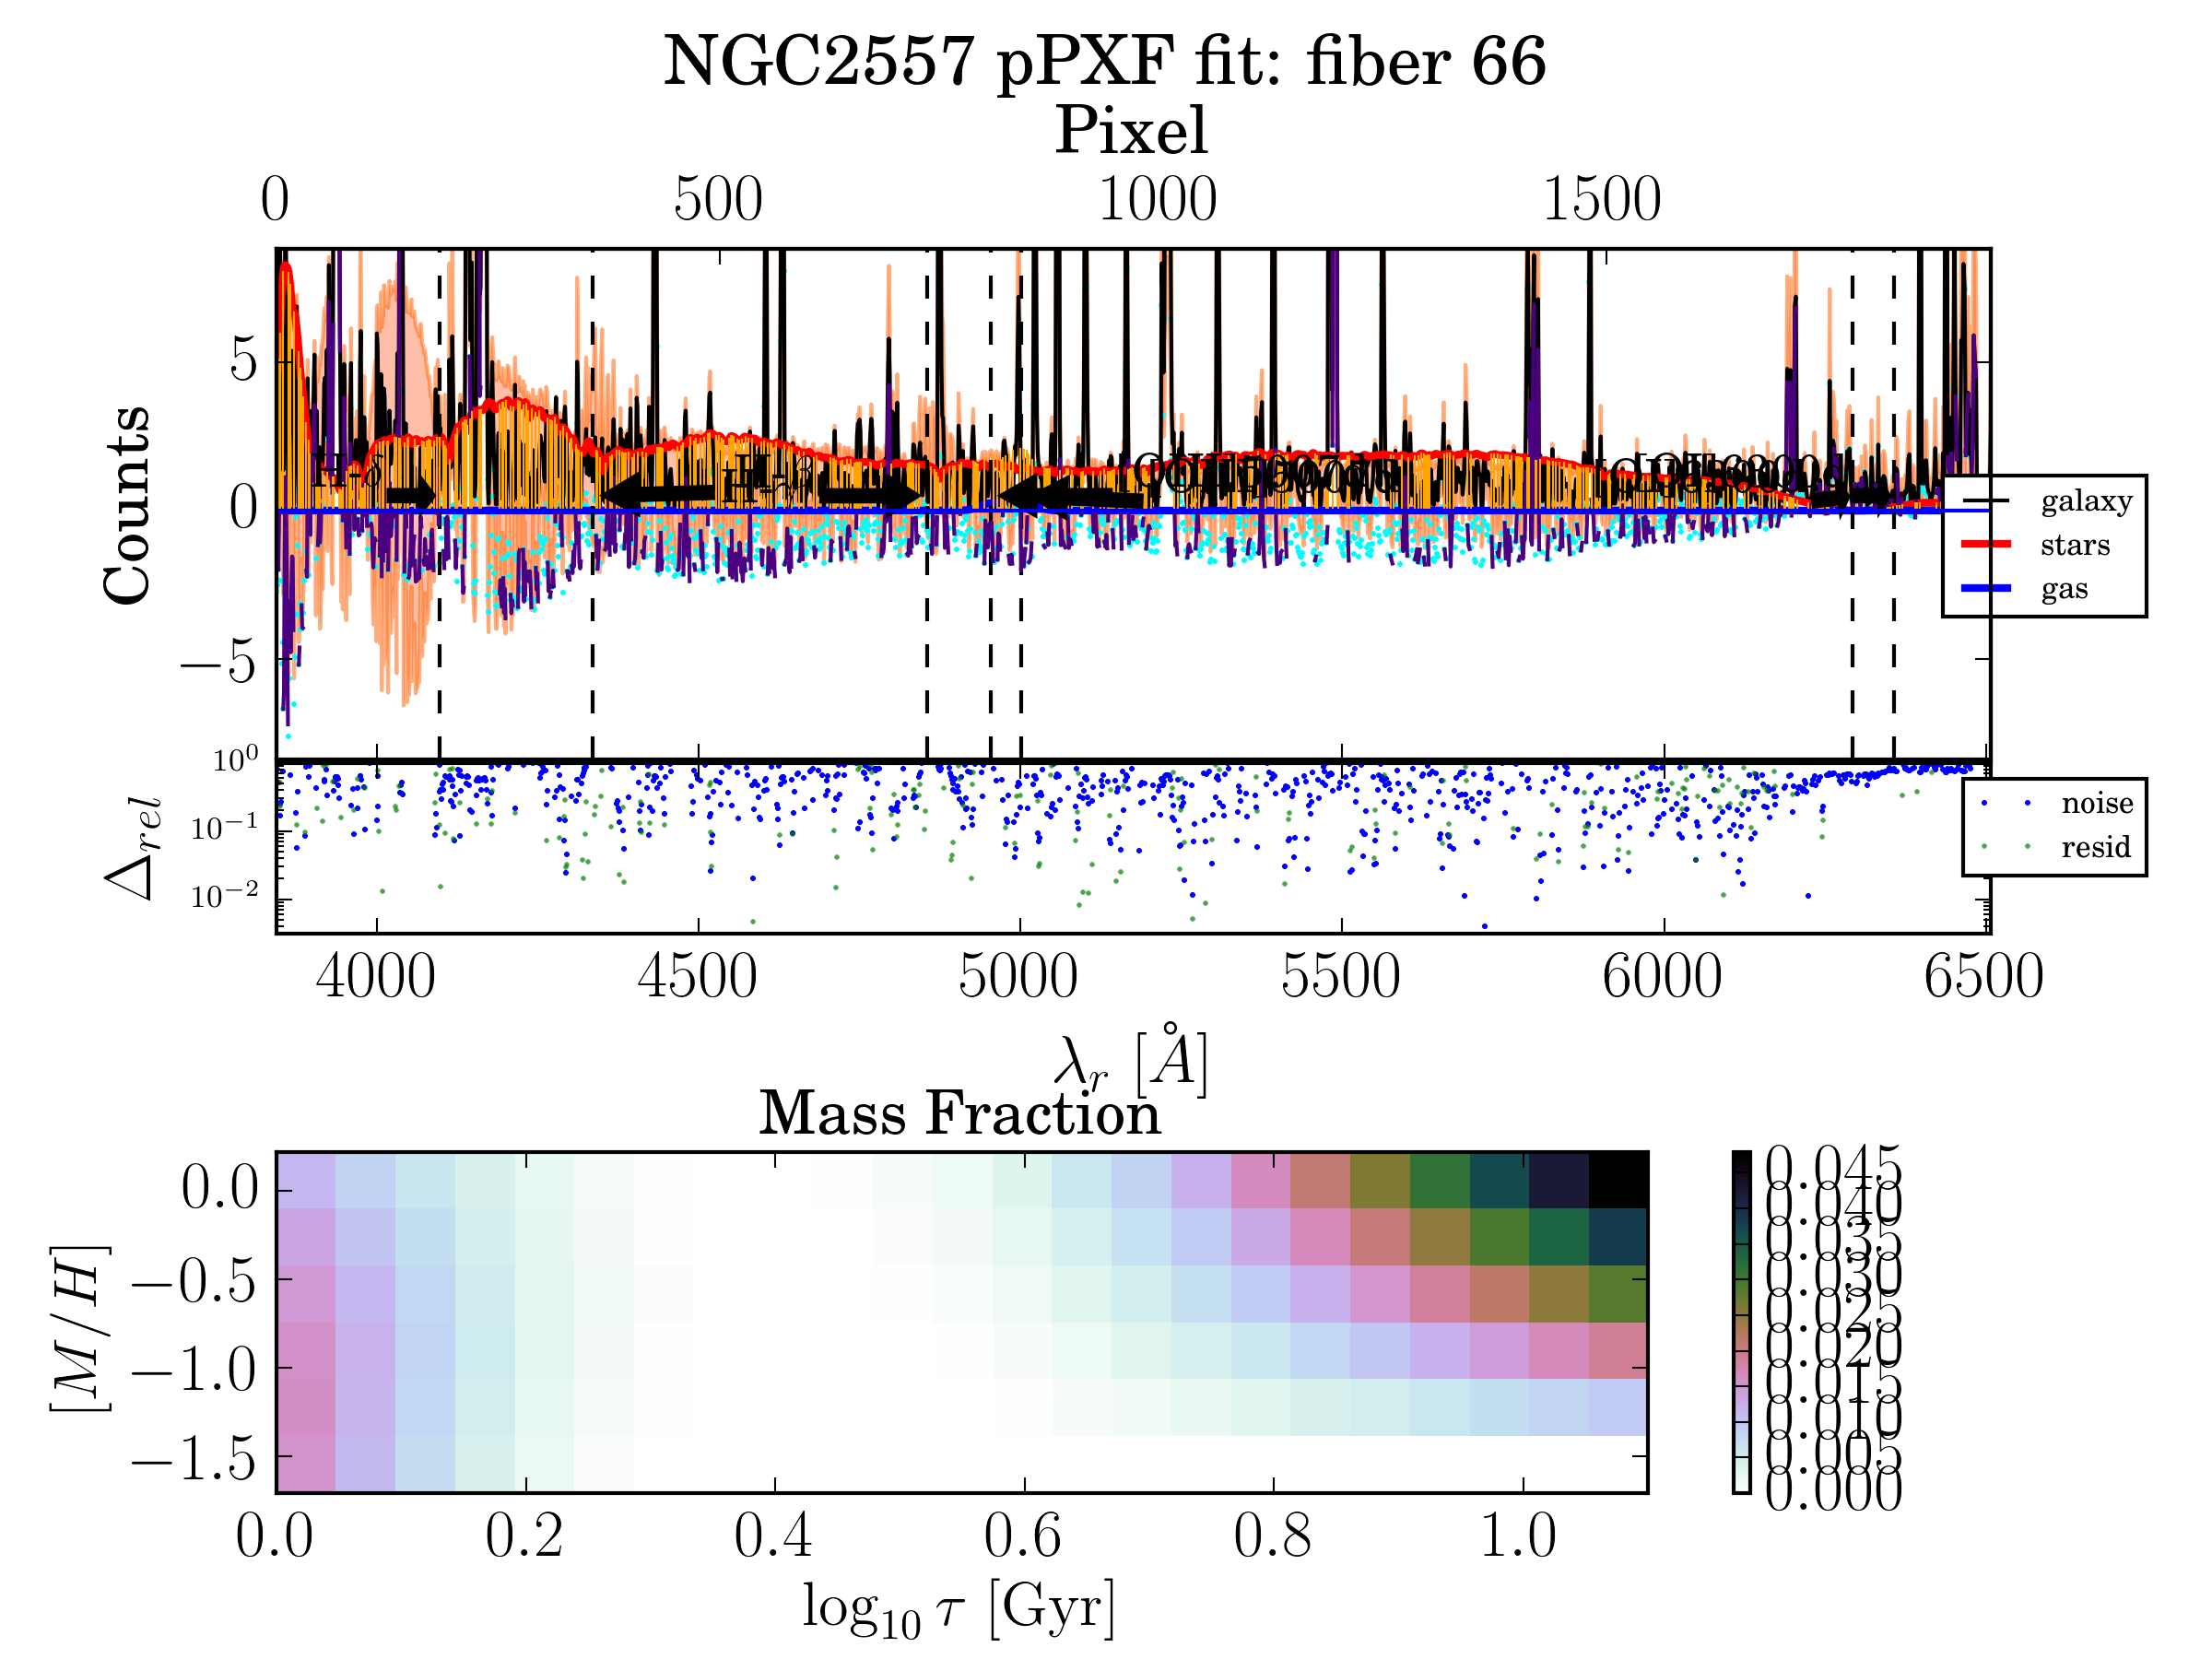 NGC2557 pPXF fit: fiber 66
Pixel
0 500 1000 1500
Counts
5
0
−5
H-δ
galaxy
stars
gas
Δrel
10⁰
10⁻¹
10⁻²
noise
resid
4000 4500 5000 5500 6000 6500
λr [Å]
Mass Fraction
[M/H]
0.0
−0.5
−1.0
−1.5
0.045
0.040
0.035
0.030
0.025
0.020
0.015
0.010
0.005
0.000
0.0 0.2 0.4 0.6 0.8 1.0
log₁₀ τ [Gyr]